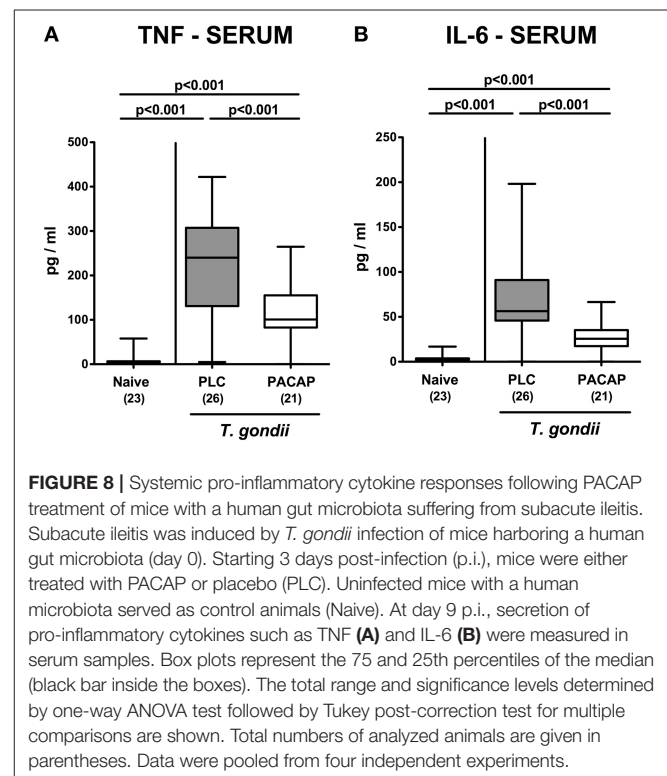 A TNF - SERUM
p<0.001
p<0.001 p<0.001
500
400
300
200
100
0
pg / ml
Naive PLC PACAP
(23) (26) (21)
T. gondii
B IL-6 - SERUM
p<0.001
p<0.001 p<0.001
250
200
150
100
50
0
pg / ml
Naive PLC PACAP
(23) (26) (21)
T. gondii
FIGURE 8 | Systemic pro-inflammatory cytokine responses following PACAP
treatment of mice with a human gut microbiota suffering from subacute ileitis.
Subacute ileitis was induced by T. gondii infection of mice harboring a human
gut microbiota (day 0). Starting 3 days post-infection (p.i.), mice were either
treated with PACAP or placebo (PLC). Uninfected mice with a human
microbiota served as control animals (Naive). At day 9 p.i., secretion of
pro-inflammatory cytokines such as TNF (A) and IL-6 (B) were measured in
serum samples. Box plots represent the 75 and 25th percentiles of the median
(black bar inside the boxes). The total range and significance levels determined
by one-way ANOVA test followed by Tukey post-correction test for multiple
comparisons are shown. Total numbers of analyzed animals are given in
parentheses. Data were pooled from four independent experiments.